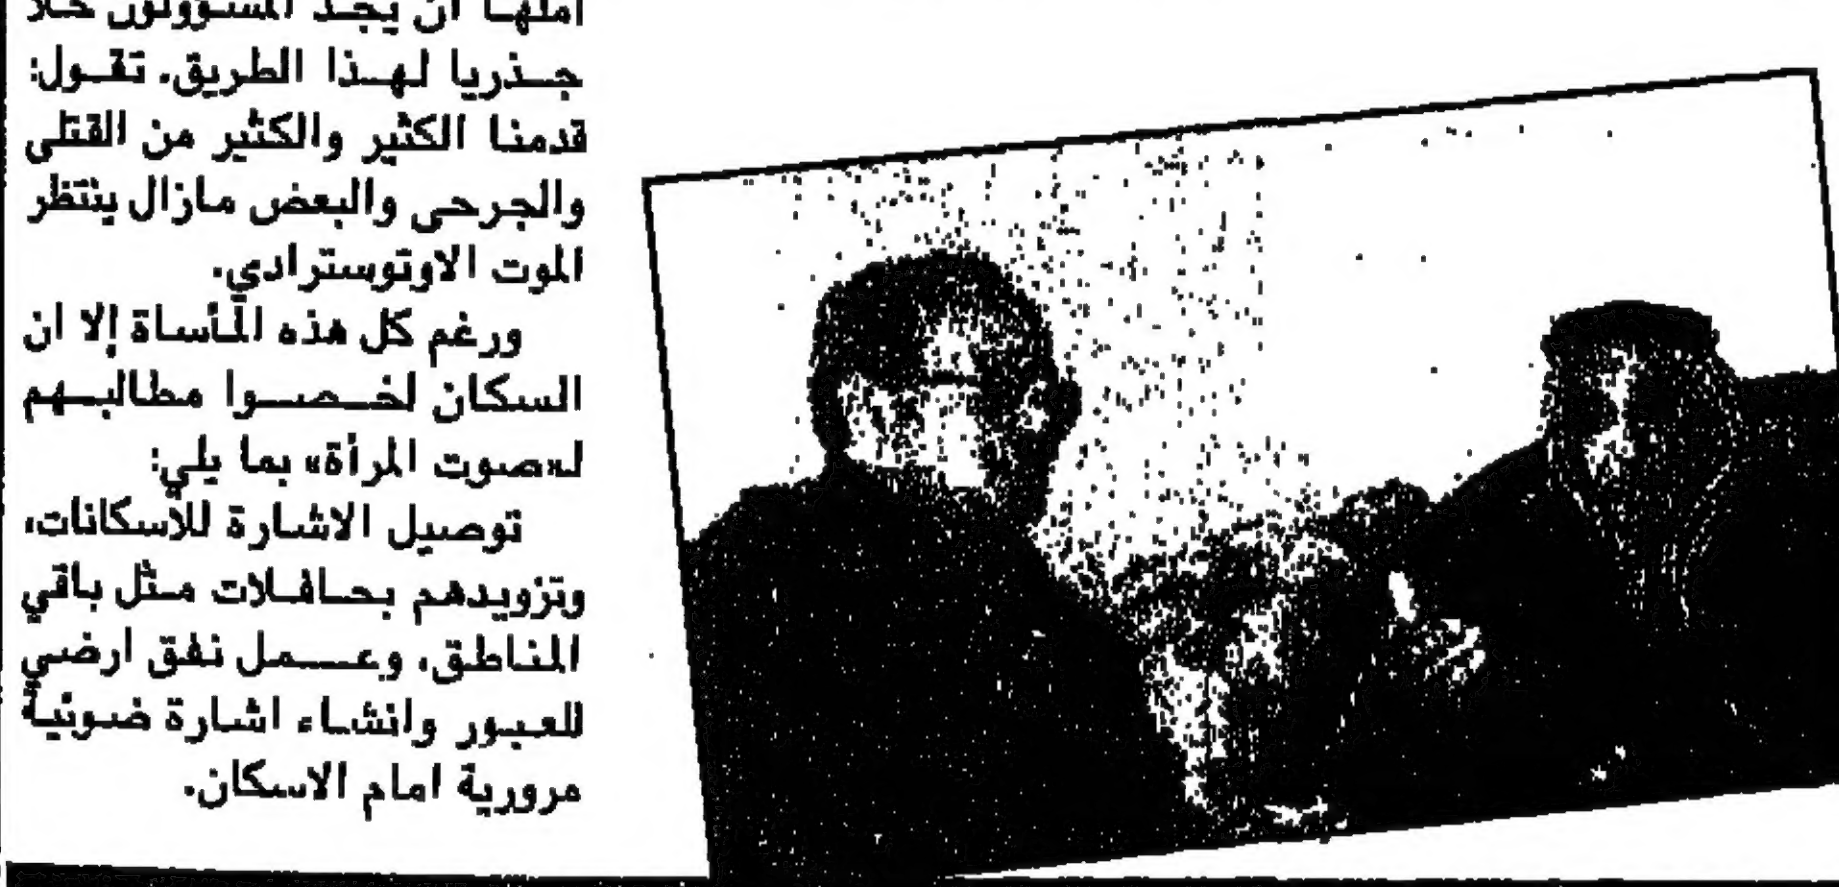 املها ان يجد المسؤولون حلا
جذريا لهذا الطريق. تقول:
قدمنا الكثير والكثير من القتلى
والجرحى والبعض مازال ينتظر
الموت الاوتوسترادي.
ورغم كل هذه المأساة إلا ان
السكان لخصوا مطالبهم
لـ«صوت المرأة» بما يلي:
توصيل الاشارة للأسكانات،
وتزويدهم بحافلات مثل باقي
المناطق، وعمل نفق ارضي
للعبور وانشاء اشارة ضوئية
مرورية امام الاسكان.